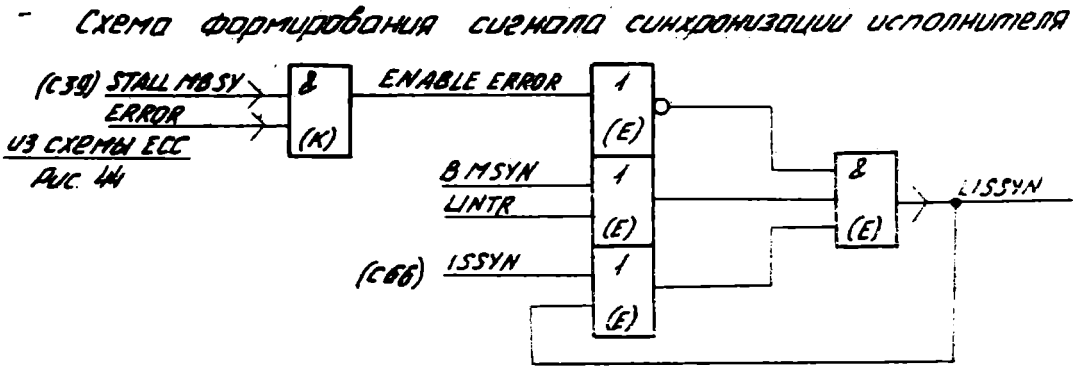 - Схема формирования сигнала синхронизации исполнителя
(C39) STALL MBSY
ERROR
из схемы ECC
Рис. 44
&
(K)
ENABLE ERROR
1
(E)
B MSYN
LINTR
1
(E)
(C66) ISSYN
1
(E)
&
(E)
LISSYN